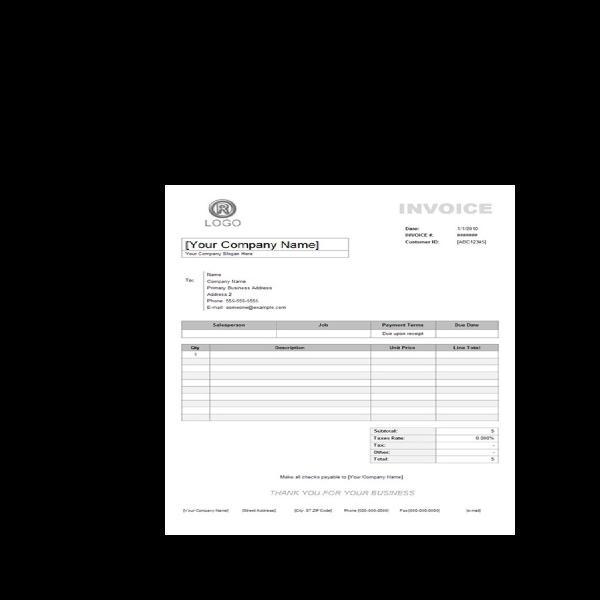 R
LOGO
INVOICE
Date: 1/1/2010
INVOICE #: #######
Customer ID: [ABC12345]
[Your Company Name]
Your Company Slogan Here
To:
Name
Company Name
Primary Business Address
Address 2
Phone: 555-555-5555
E-mail: someone@example.com
Salesperson Job Payment Terms Due Date
Due upon receipt
Qty Description Unit Price Line Total
1
Subtotal:
Taxes Rate: 0.000%
Tax: -
Other: -
Total:
Make all checks payable to [Your Company Name]
THANK YOU FOR YOUR BUSINESS
[Your Company Name] [Street Address] [City, ST ZIP Code] Phone [000-000-0000] Fax [000-000-0000] [e-mail]